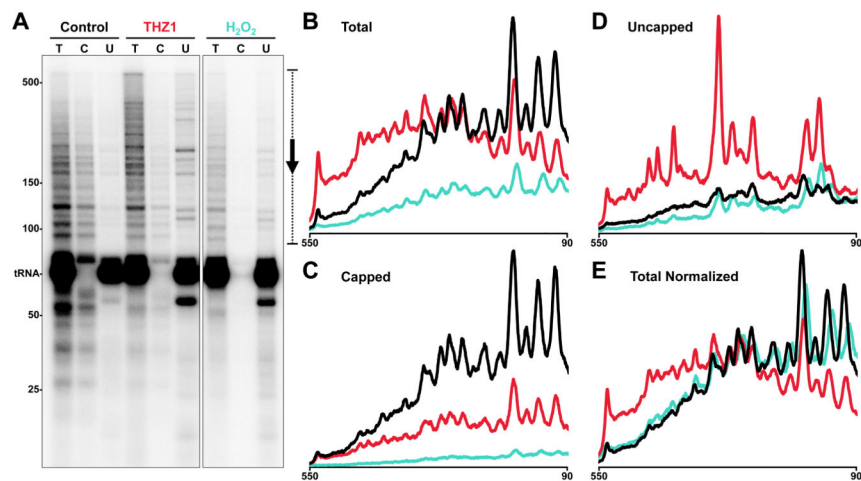 A
Control
THZ1
H₂O₂
T C U T C U T C U
500
150
100
tRNA
50
25
B Total
550 90
C Capped
550 90
D Uncapped
550 90
E Total Normalized
550 90